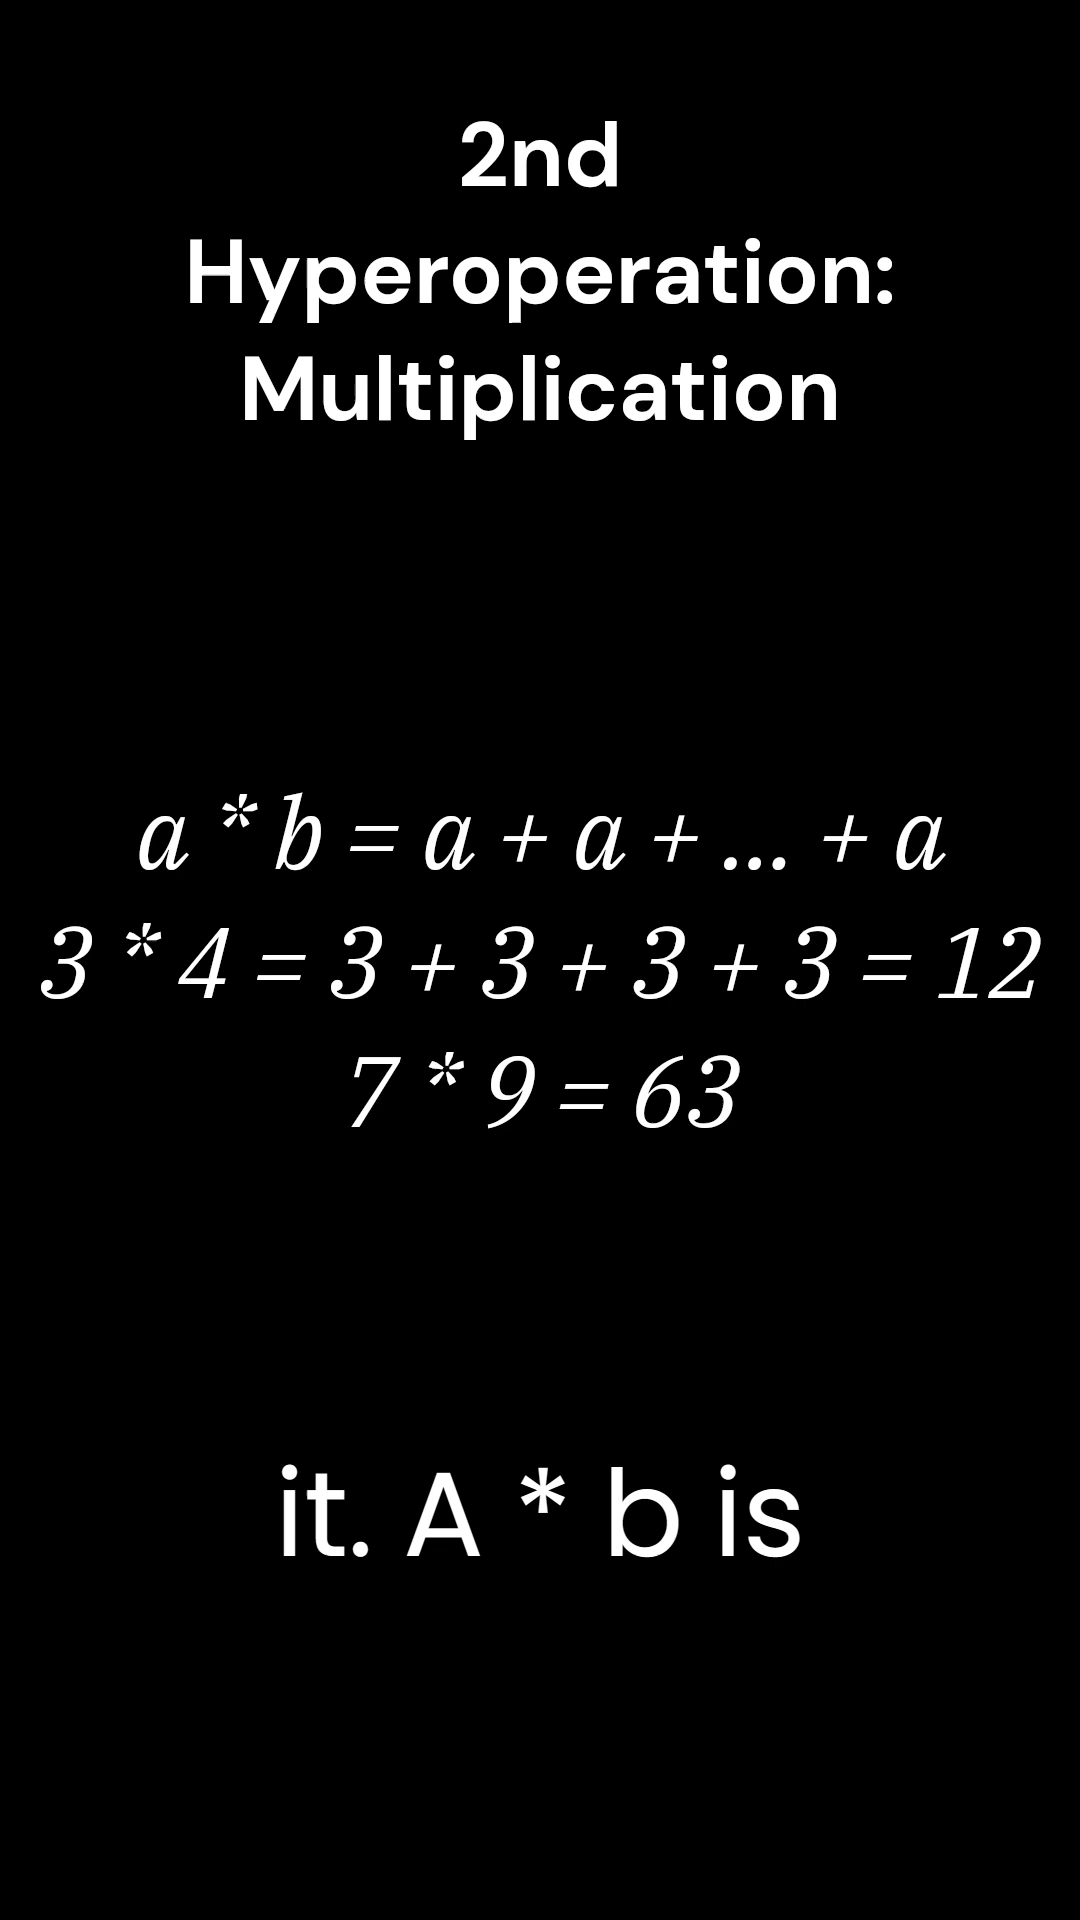 2nd
Hyperoperation:
Multiplication
a * b = a + a + ... + a
3 * 4 = 3 + 3 + 3 + 3 = 12
7 * 9 = 63
it. A * b is